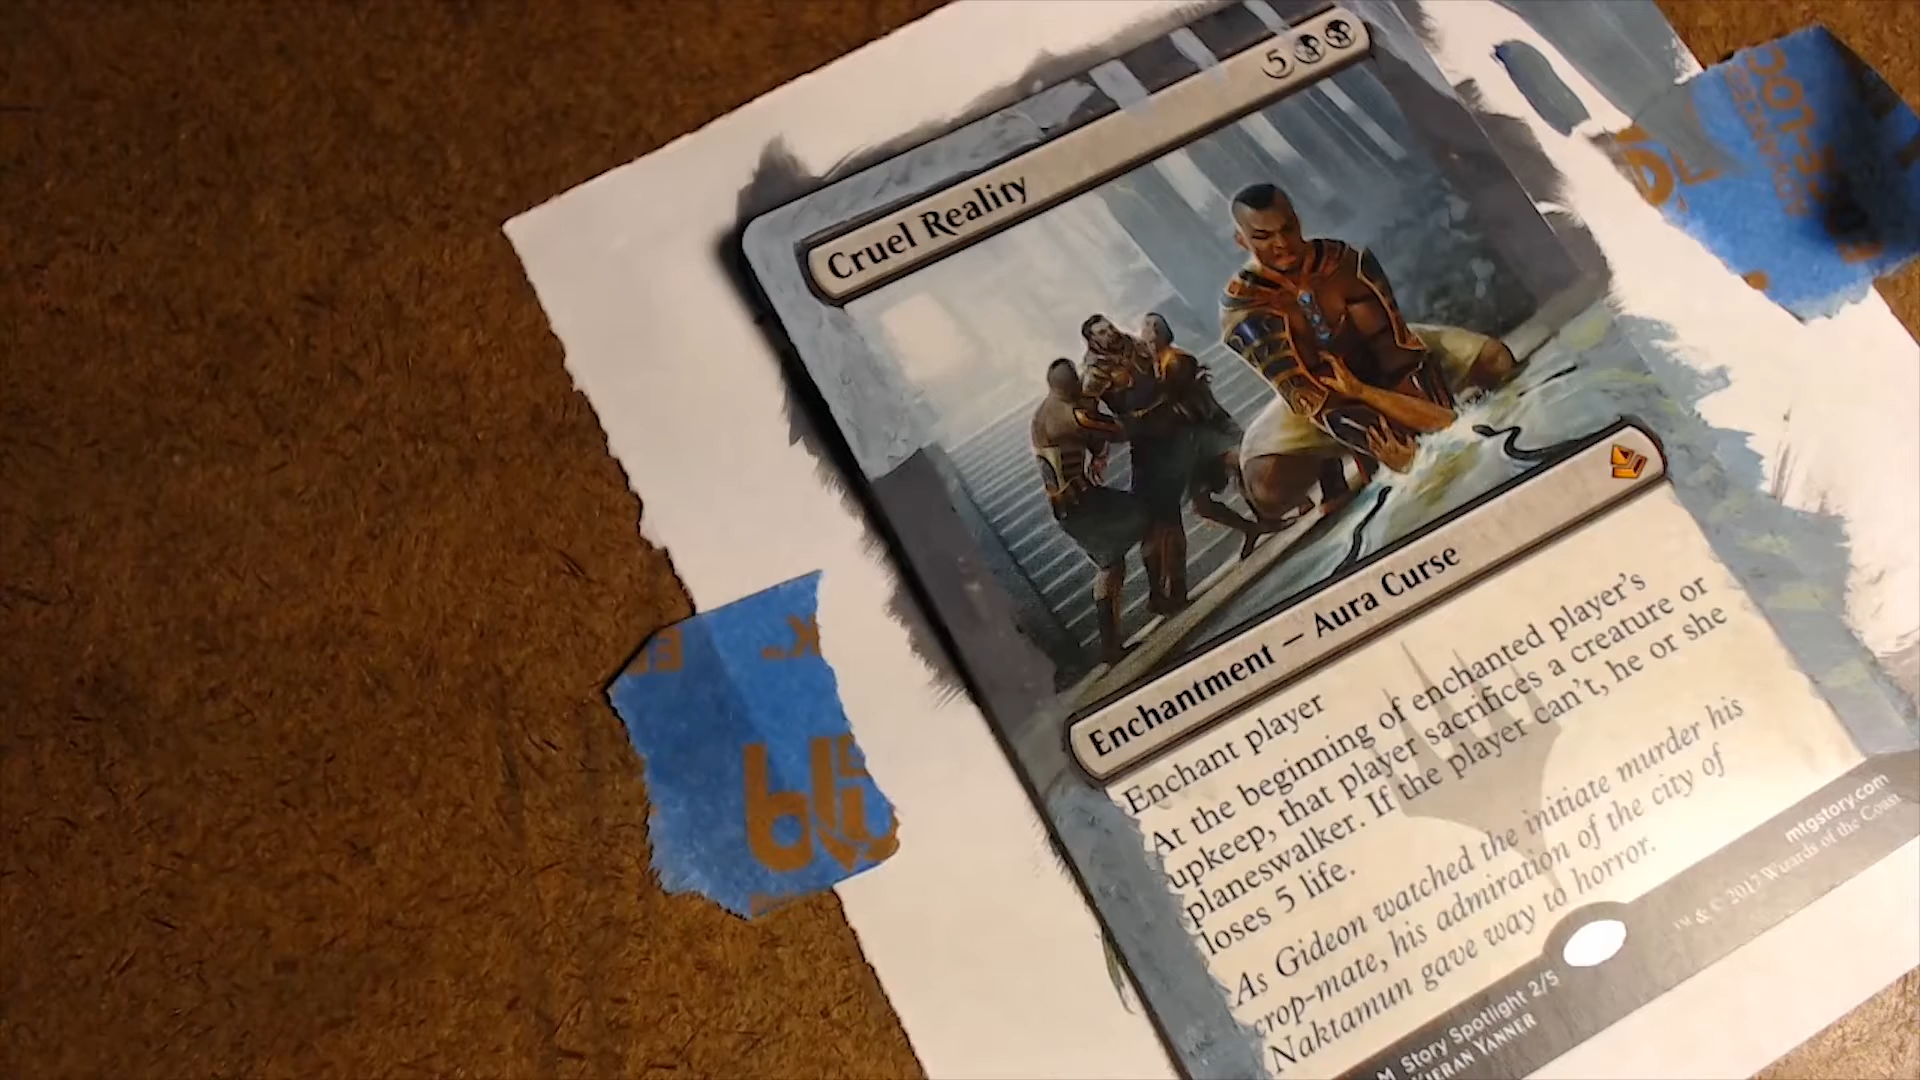 Cruel Reality 5
Enchantment — Aura Curse
Enchant player
At the beginning of enchanted player's
upkeep, that player sacrifices a creature or
planeswalker. If the player can't, he or she
loses 5 life.
As Gideon watched the initiate murder his
crop-mate, his admiration of the city of
Naktamun gave way to horror.
M Story Spotlight 2/5
KIERAN YANNER
mtgstory.com
™ & © 2017 Wizards of the Coast